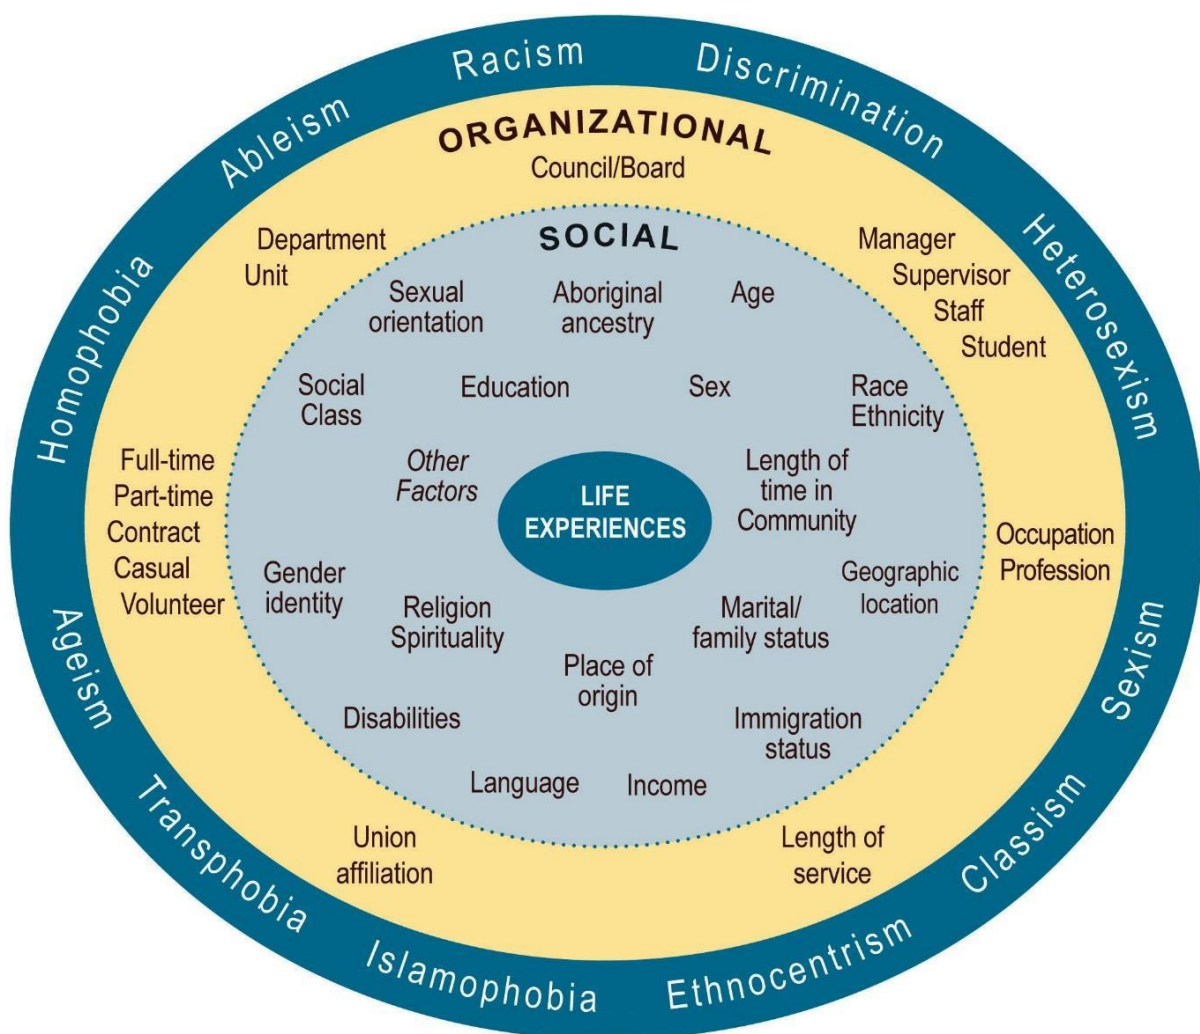 Racism
Discrimination
Ableism
Heterosexism
Homophobia
Sexism
Ageism
Classism
Transphobia
Ethnocentrism
Islamophobia
ORGANIZATIONAL
Council/Board
Department
Unit
Manager
Supervisor
Staff
Student
Full-time
Part-time
Contract
Casual
Volunteer
Occupation
Profession
Union
affiliation
Length of
service
SOCIAL
Sexual
orientation
Aboriginal
ancestry
Age
Social
Class
Education
Sex
Race
Ethnicity
Other
Factors
Length of
time in
Community
Gender
identity
Religion
Spirituality
Marital/
family status
Geographic
location
Place of
origin
Disabilities
Immigration
status
Language
Income
LIFE
EXPERIENCES